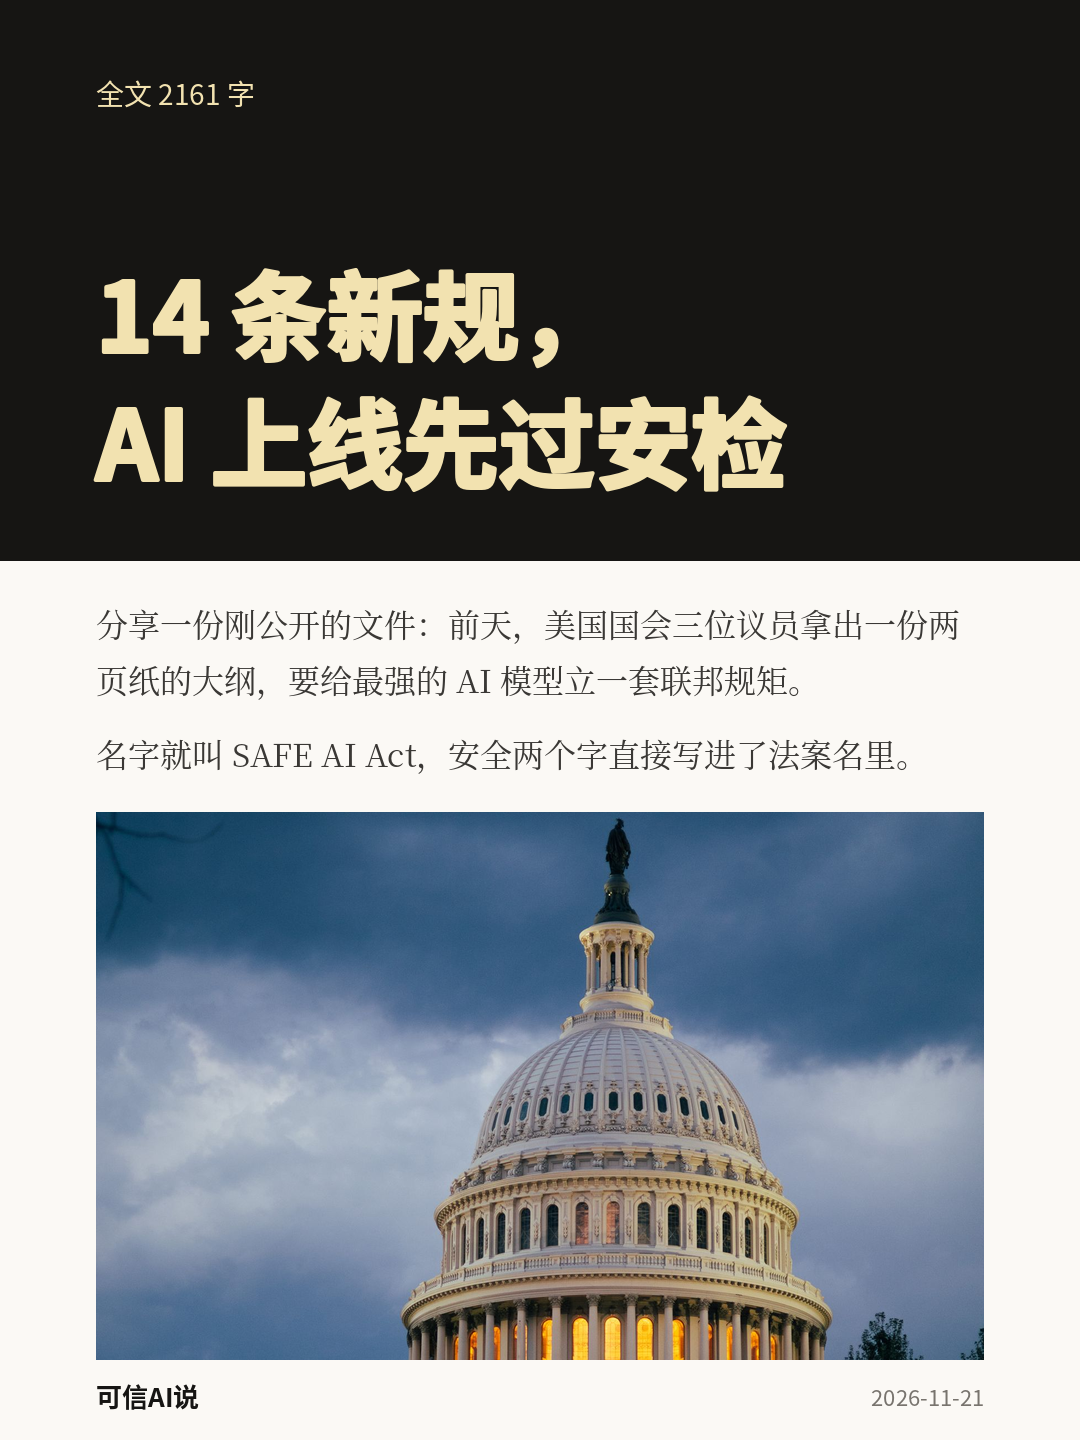 全文 2161 字
14 条新规，
AI 上线先过安检
分享一份刚公开的文件：前天，美国国会三位议员拿出一份两
页纸的大纲，要给最强的 AI 模型立一套联邦规矩。
名字就叫 SAFE AI Act，安全两个字直接写进了法案名里。
可信AI说
2026-11-21